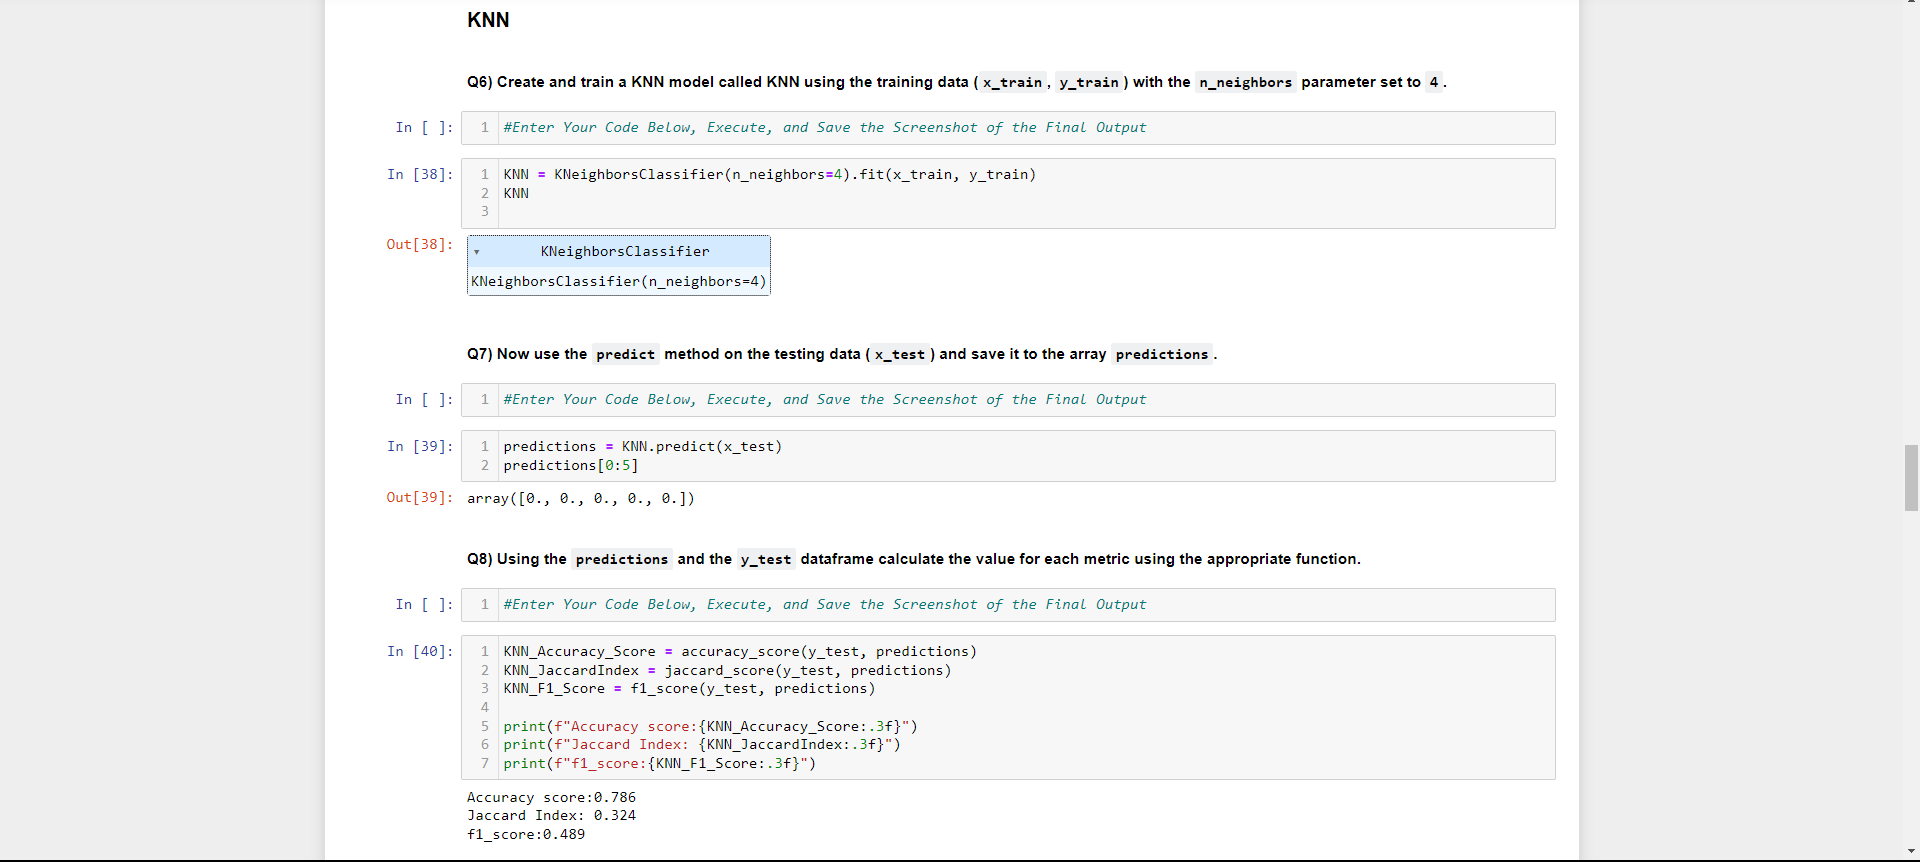 KNN
Q6) Create and train a KNN model called KNN using the training data ( x_train , y_train ) with the n_neighbors parameter set to 4 .
In [ ]: 1 #Enter Your Code Below, Execute, and Save the Screenshot of the Final Output
In [38]: 1 KNN = KNeighborsClassifier(n_neighbors=4).fit(x_train, y_train)
2 KNN
3
Out[38]: ▾ KNeighborsClassifier
KNeighborsClassifier(n_neighbors=4)
Q7) Now use the predict method on the testing data ( x_test ) and save it to the array predictions .
In [ ]: 1 #Enter Your Code Below, Execute, and Save the Screenshot of the Final Output
In [39]: 1 predictions = KNN.predict(x_test)
2 predictions[0:5]
Out[39]: array([0., 0., 0., 0., 0.])
Q8) Using the predictions and the y_test dataframe calculate the value for each metric using the appropriate function.
In [ ]: 1 #Enter Your Code Below, Execute, and Save the Screenshot of the Final Output
In [40]: 1 KNN_Accuracy_Score = accuracy_score(y_test, predictions)
2 KNN_JaccardIndex = jaccard_score(y_test, predictions)
3 KNN_F1_Score = f1_score(y_test, predictions)
4
5 print(f"Accuracy score:{KNN_Accuracy_Score:.3f}")
6 print(f"Jaccard Index: {KNN_JaccardIndex:.3f}")
7 print(f"f1_score:{KNN_F1_Score:.3f}")
Accuracy score:0.786
Jaccard Index: 0.324
f1_score:0.489